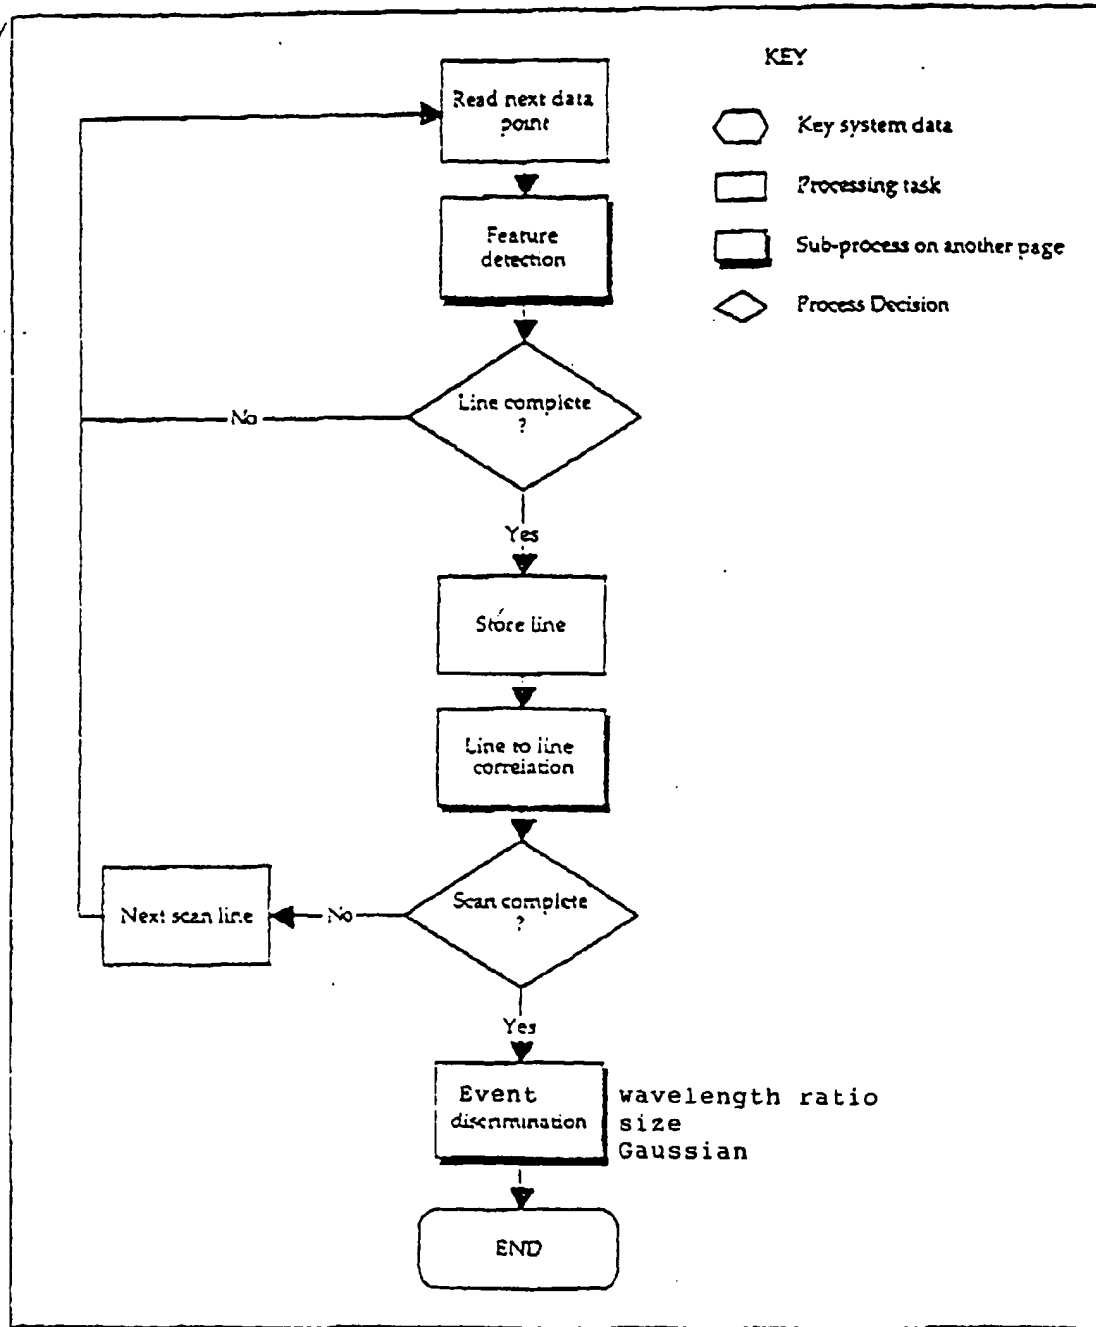 Read next data
point
Feature
detection
Line complete
?
No
Yes
Store line
Line to line
correlation
Scan complete
?
No
Next scan line
Yes
Event
discrimination
wavelength ratio
size
Gaussian
END
KEY
Key system data
Processing task
Sub-process on another page
Process Decision